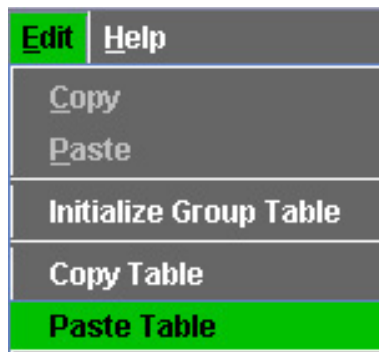 Edit Help
Copy
Paste
Initialize Group Table
Copy Table
Paste Table